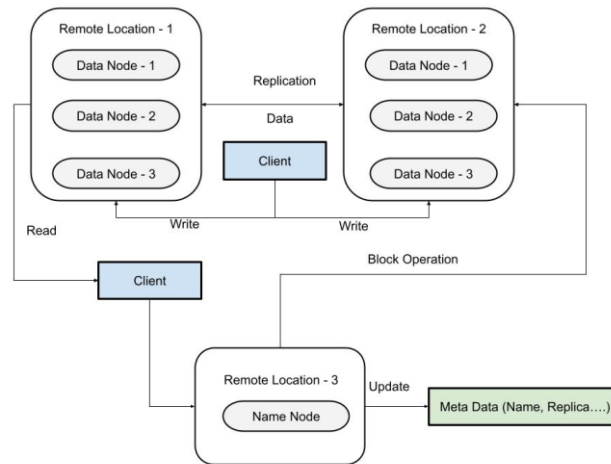 Remote Location - 1
Data Node - 1
Data Node - 2
Data Node - 3
Remote Location - 2
Data Node - 1
Data Node - 2
Data Node - 3
Replication
Data
Client
Write
Write
Read
Block Operation
Client
Remote Location - 3
Name Node
Update
Meta Data (Name, Replica....)